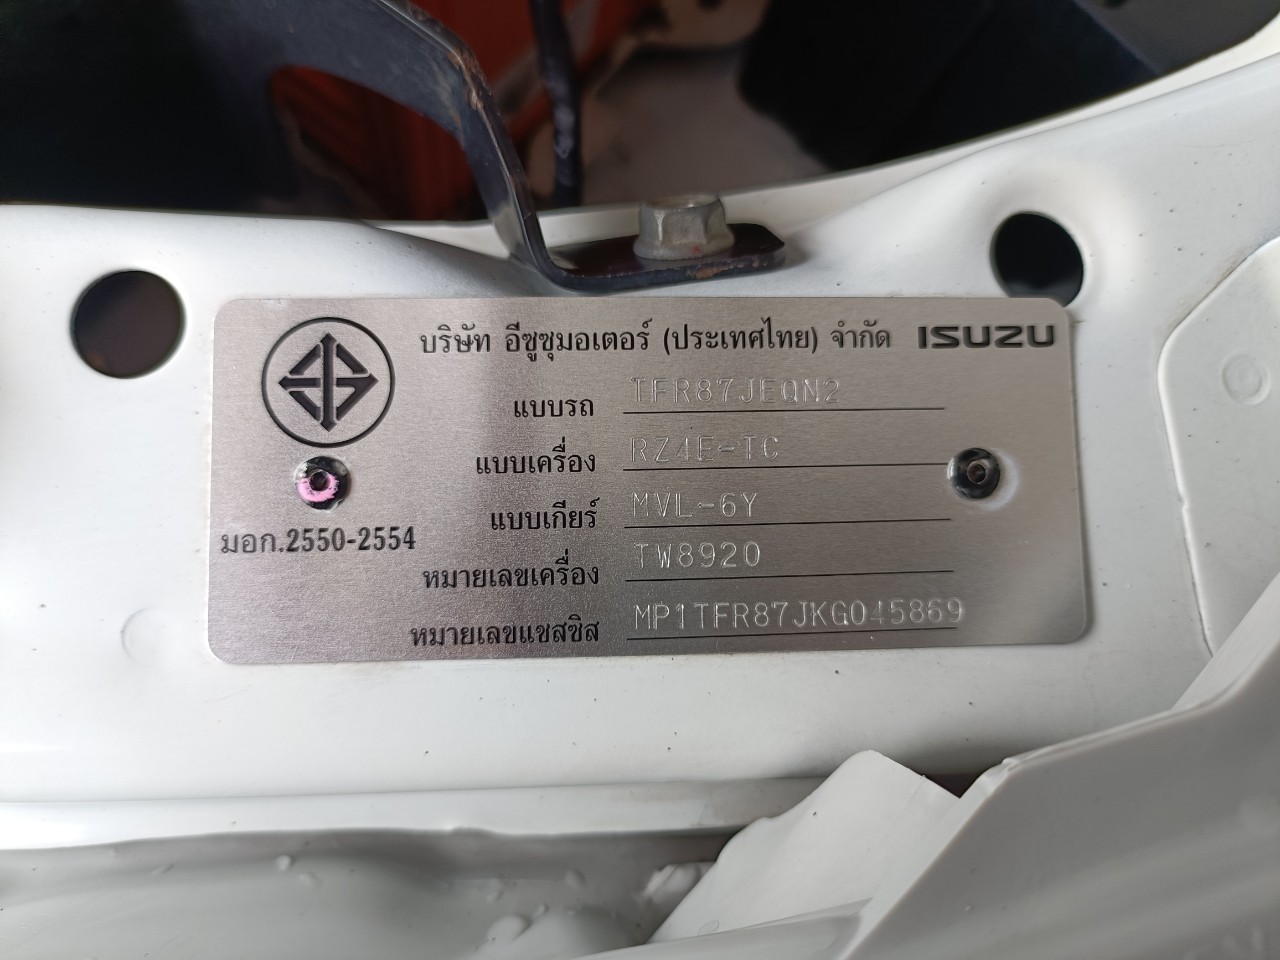 บริษัท อีซูซุมอเตอร์ (ประเทศไทย) จำกัด ISUZU
แบบรถ TFR87JEQN2
แบบเครื่อง RZ4E-TC
แบบเกียร์ MVL-6Y
มอก.2550-2554
หมายเลขเครื่อง TW8920
หมายเลขแชสซิส MP1TFR87JKG045869